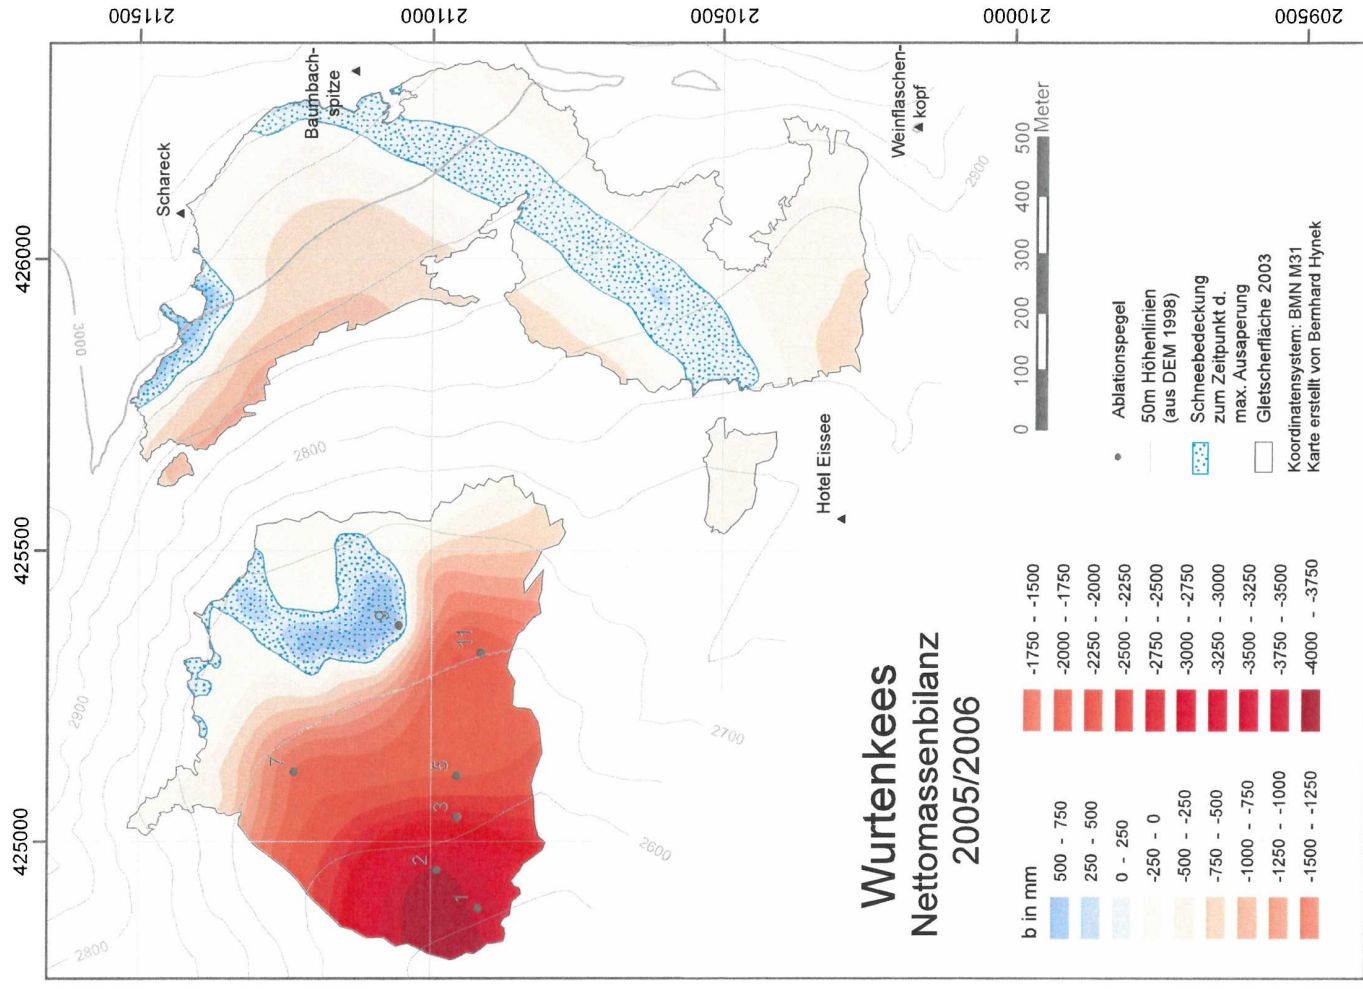 Wurtenkees
Nettomassenbilanz
2005/2006
b in mm
500 - 750
250 - 500
0 - 250
-250 - 0
-500 - -250
-750 - -500
-1000 - -750
-1250 - -1000
-1500 - -1250
-1750 - -1500
-2000 - -1750
-2250 - -2000
-2500 - -2250
-2750 - -2500
-3000 - -2750
-3250 - -3000
-3500 - -3250
-3750 - -3500
-4000 - -3750
0 100 200 300 400 500
Meter
Ablationspegel
50m Höhenlinien
(aus DEM 1998)
Schneebedeckung
zum Zeitpunkt d.
max. Ausaperung
Gletscherfläche 2003
Koordinatensystem: BMN M31
Karte erstellt von Bernhard Hynek
425000
425500
426000
211500
211000
210500
210000
209500
Schareck
Baumbach-
spitze
Weinflaschen-
kopf
Hotel Eissee
3000
2900
2800
2800
2900
2700
2600
1
2
3
5
7
9
11